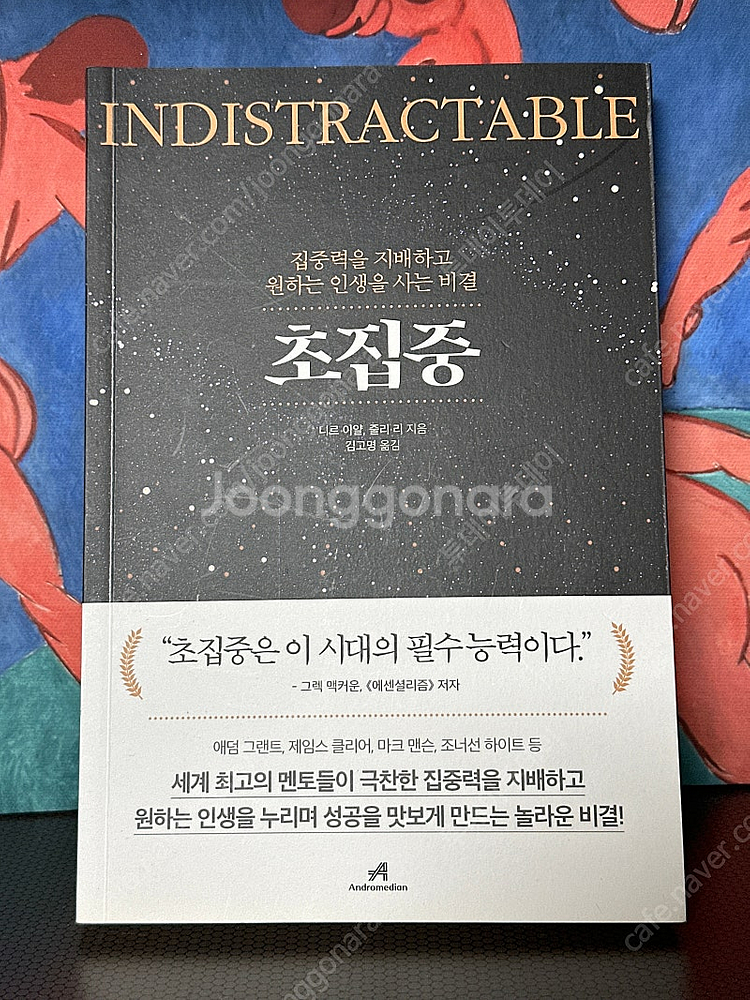 INDISTRACTABLE
집중력을 지배하고
원하는 인생을 사는 비결
초집중
니르 이얄, 줄리 리 지음
김고명 옮김
Joonggonara
“초집중은 이 시대의 필수 능력이다.”
- 그렉 맥커운, 《에센셜리즘》 저자
애덤 그랜트, 제임스 클리어, 마크 맨슨, 조너선 하이트 등
세계 최고의 멘토들이 극찬한 집중력을 지배하고
원하는 인생을 누리며 성공을 맛보게 만드는 놀라운 비결!
Andromedian
cafe.naver.com/joonggonara